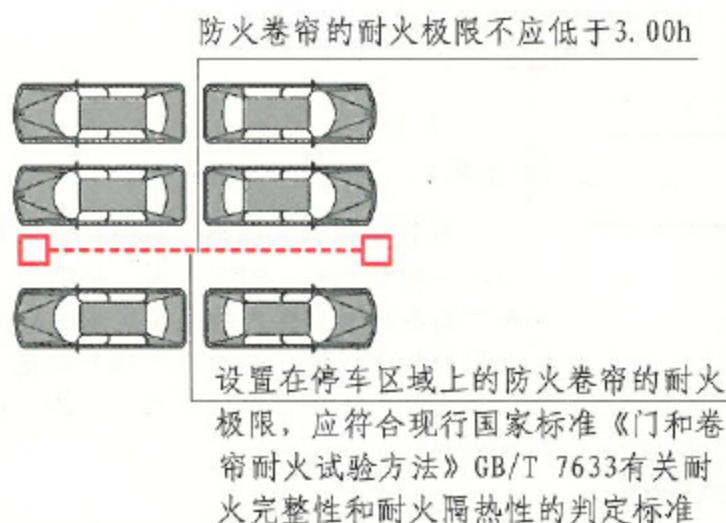 防火卷帘的耐火极限不应低于3.00h
设置在停车区域上的防火卷帘的耐火
极限，应符合现行国家标准《门和卷
帘耐火试验方法》GB/T 7633有关耐
火完整性和耐火隔热性的判定标准